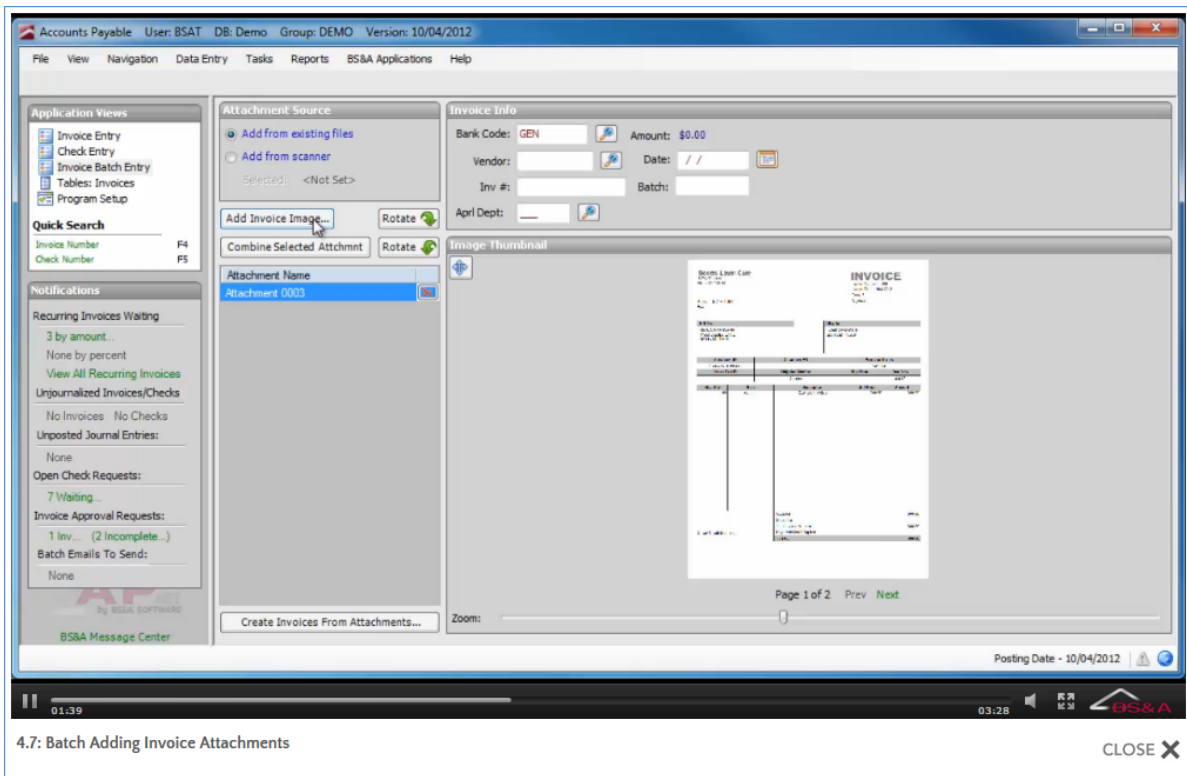 Accounts Payable User: BSAT DB: Demo Group: DEMO Version: 10/04/2012
File View Navigation Data Entry Tasks Reports BS&A Applications Help
Application Views
Invoice Entry
Check Entry
Invoice Batch Entry
Tables: Invoices
Program Setup
Quick Search
Invoice Number F4
Check Number F5
Notifications
Recurring Invoices Waiting
3 by amount...
None by percent
View All Recurring Invoices
Unjournalized Invoices/Checks
No Invoices No Checks
Unposted Journal Entries:
None
Open Check Requests:
7 Waiting...
Invoice Approval Requests:
1 Inv... (2 Incomplete...)
Batch Emails To Send:
None
AP .NET
by BS&A SOFTWARE
BS&A Message Center
Attachment Source
Add from existing files
Add from scanner
Selected: <Not Set>
Add Invoice Image... Rotate
Combine Selected Attchmnt Rotate
Attachment Name
Attachment 0003
Create Invoices From Attachments...
Invoice Info
Bank Code: GEN Amount: $0.00
Vendor: Date: / /
Inv #: Batch:
Aprl Dept: ___
Image Thumbnail
INVOICE
Page 1 of 2 Prev Next
Zoom:
Posting Date - 10/04/2012
01:39
03:28
BS&A
4.7: Batch Adding Invoice Attachments
CLOSE X